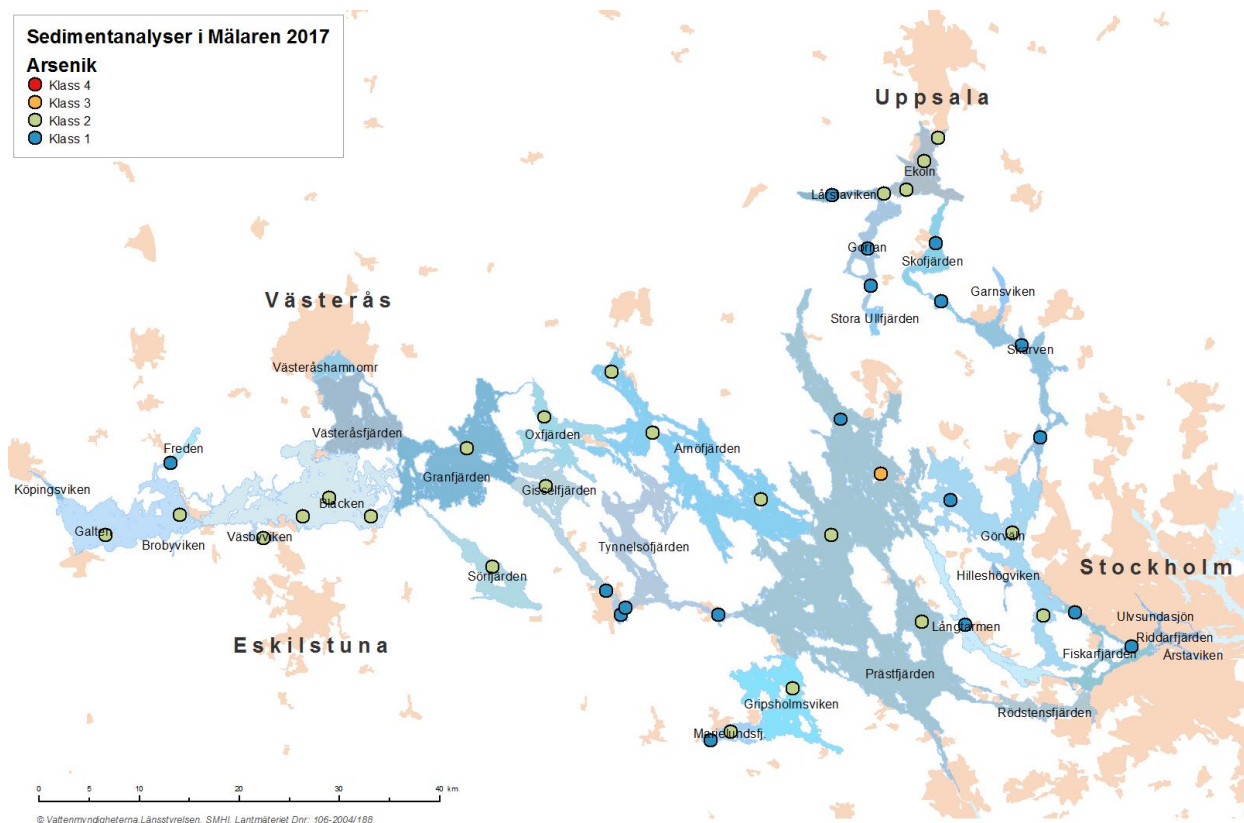 Sedimentanalyser i Mälaren 2017
Arsenik
Klass 4
Klass 3
Klass 2
Klass 1
Uppsala
Ekoln
Lårstaviken
Gorran
Skofjärden
Garnsviken
Stora Ullfjärden
Skarven
Västerås
Västeråshamnomr
Västeråsfjärden
Freden
Oxfjärden
Arnöfjärden
Granfjärden
Gisselfjärden
Köpingsviken
Blacken
Galten
Brobyviken
Väsbyviken
Görväln
Tynnelsöfjärden
Hilleshögviken
Stockholm
Sörfjärden
Ulvsundasjön
Långtarmen
Riddarfjärden
Eskilstuna
Fiskarfjärden
Årstaviken
Prästfjärden
Gripsholmsviken
Rödstensfjärden
Marielundsfj.
0 5 10 20 30 40 km
© Vattenmyndigheterna,Länsstyrelsen, SMHI, Lantmäteriet Dnr: 106-2004/188